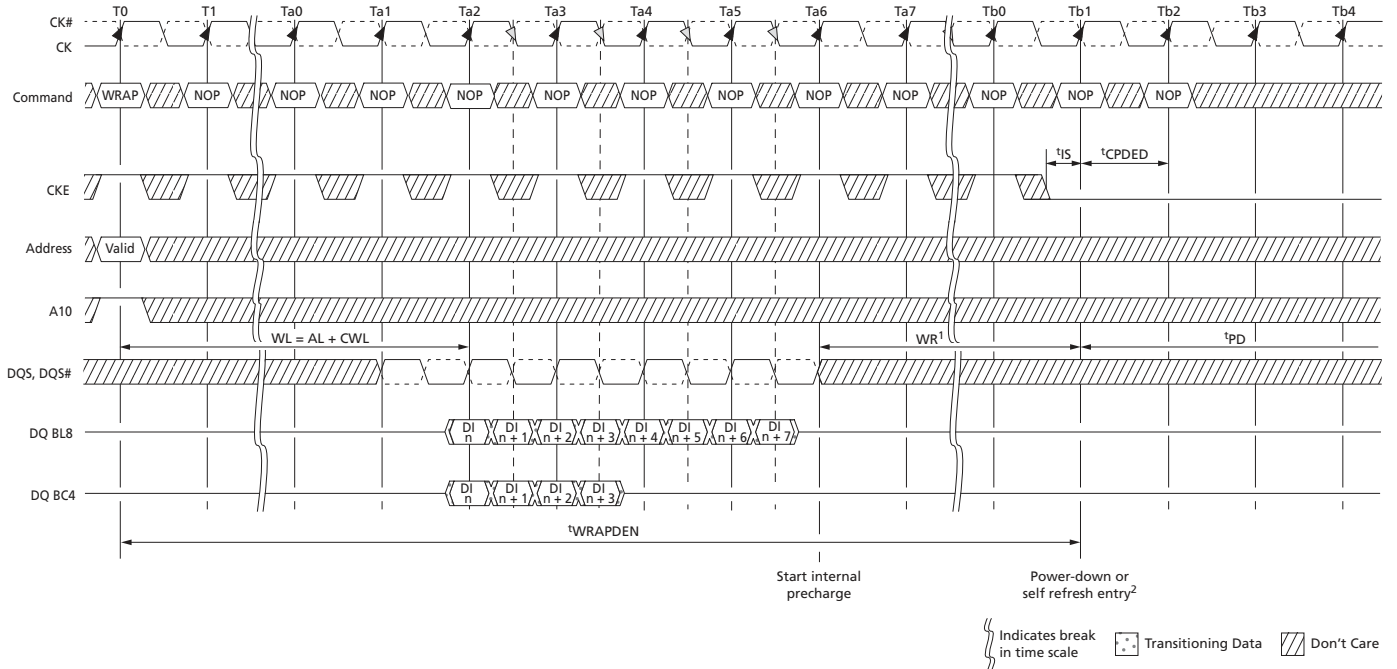 T0 T1 Ta0 Ta1 Ta2 Ta3 Ta4 Ta5 Ta6 Ta7 Tb0 Tb1 Tb2 Tb3 Tb4
CK#
CK
Command WRAP NOP NOP NOP NOP NOP NOP NOP NOP NOP NOP NOP NOP
tIS tCPDED
CKE
Address Valid
A10
WL = AL + CWL WR1 tPD
DQS, DQS#
DQ BL8 DI n DI n + 1 DI n + 2 DI n + 3 DI n + 4 DI n + 5 DI n + 6 DI n + 7
DQ BC4 DI n DI n + 1 DI n + 2 DI n + 3
tWRAPDEN
Start internal
precharge
Power-down or
self refresh entry2
Indicates break
in time scale
Transitioning Data
Don't Care